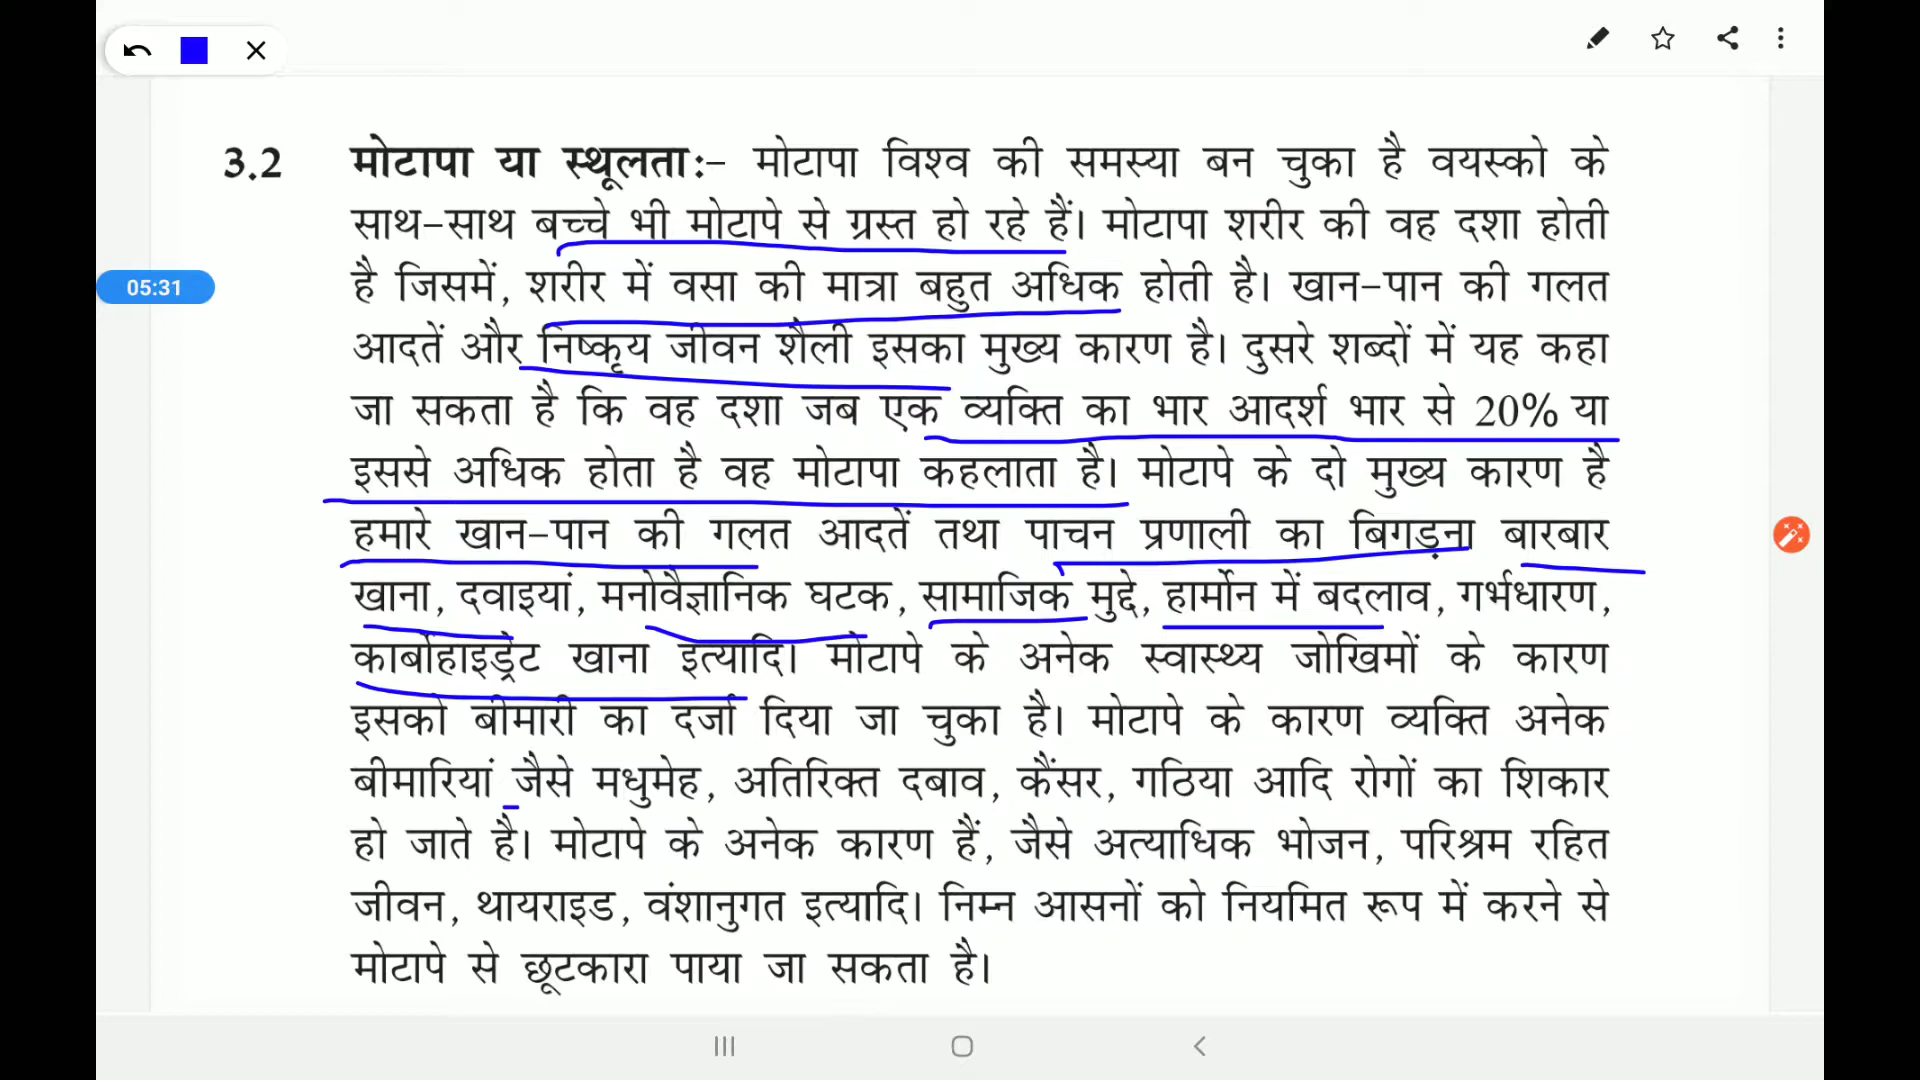 3.2 मोटापा या स्थूलता:– मोटापा विश्व की समस्या बन चुका है वयस्को के
साथ–साथ बच्चे भी मोटापे से ग्रस्त हो रहे हैं। मोटापा शरीर की वह दशा होती
05:31
है जिसमें, शरीर में वसा की मात्रा बहुत अधिक होती है। खान–पान की गलत
आदतें और निष्कृय जीवन शैली इसका मुख्य कारण है। दुसरे शब्दों में यह कहा
जा सकता है कि वह दशा जब एक व्यक्ति का भार आदर्श भार से 20% या
इससे अधिक होता है वह मोटापा कहलाता है। मोटापे के दो मुख्य कारण है
हमारे खान–पान की गलत आदतें तथा पाचन प्रणाली का बिगड़ना बारबार
खाना, दवाइयां, मनोवैज्ञानिक घटक, सामाजिक मुद्दे, हार्मोन में बदलाव, गर्भधारण,
कार्बोहाइड्रेट खाना इत्यादि। मोटापे के अनेक स्वास्थ्य जोखिमों के कारण
इसको बीमारी का दर्जा दिया जा चुका है। मोटापे के कारण व्यक्ति अनेक
बीमारियां जैसे मधुमेह, अतिरिक्त दबाव, कैंसर, गठिया आदि रोगों का शिकार
हो जाते है। मोटापे के अनेक कारण हैं, जैसे अत्याधिक भोजन, परिश्रम रहित
जीवन, थायराइड, वंशानुगत इत्यादि। निम्न आसनों को नियमित रूप में करने से
मोटापे से छूटकारा पाया जा सकता है।